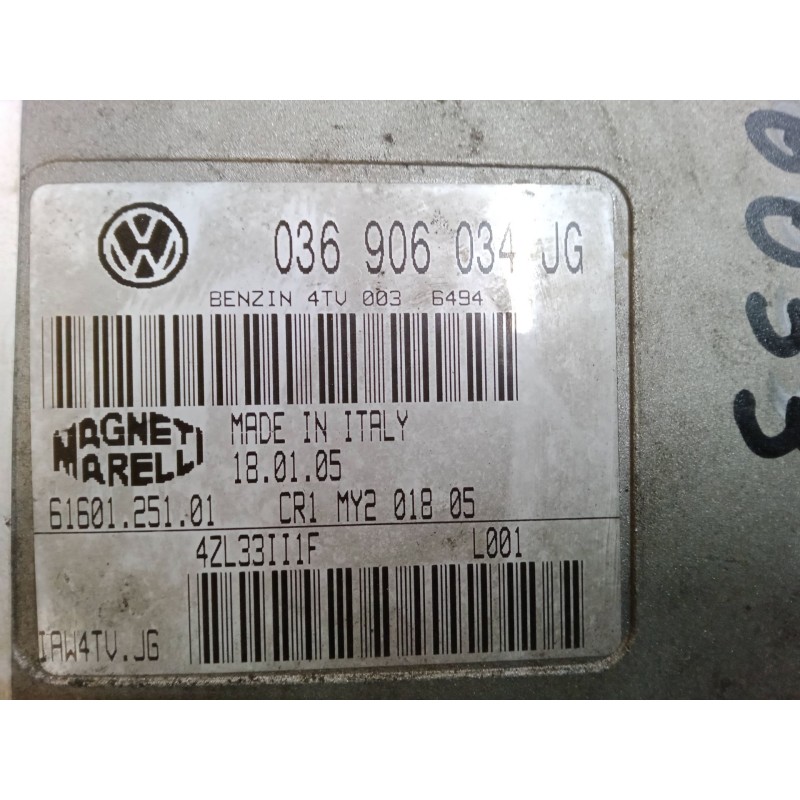 036 906 034 JG
BENZIN 4TV 003 6494
MAGNETI
MARELLI
MADE IN ITALY
18.01.05
61601.251.01 CR1 MY2 018 05
4ZL33III1F L001
IAW4TV.JG